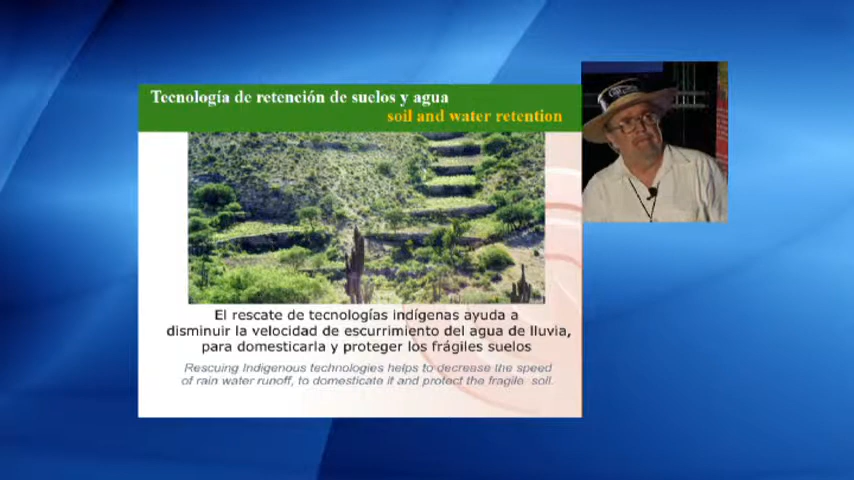 Tecnología de retención de suelos y agua
soil and water retention
El rescate de tecnologías indígenas ayuda a
disminuir la velocidad de escurrimiento del agua de lluvia,
para domesticarla y proteger los frágiles suelos
Rescuing Indigenous technologies helps to decrease the speed
of rain water runoff, to domesticate it and protect the fragile soil.